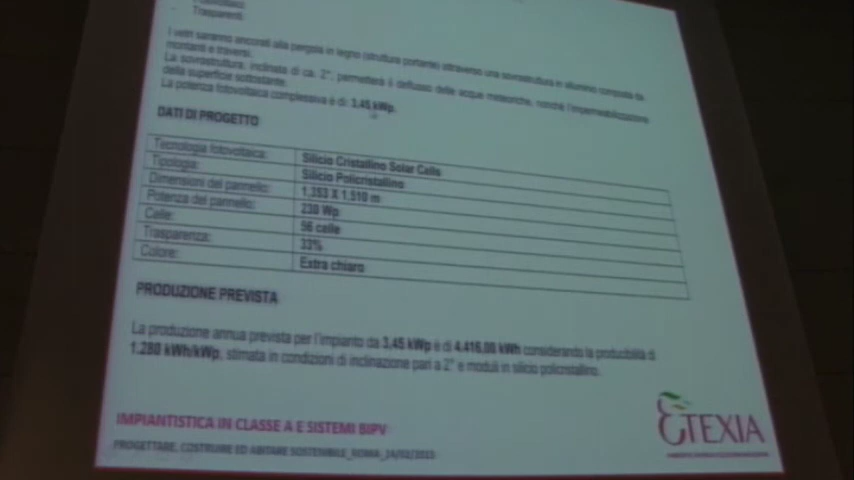 Trasparenti
I vetri saranno ancorati alla pergola in legno (struttura portante) attraverso una sovrastruttura in alluminio composta da
montanti e traversi.
La sovrastruttura, inclinata di ca. 2°, permetterà il deflusso delle acque meteoriche, nonché l'impermeabilizzazione
della superficie sottostante.
La potenza fotovoltaica complessiva è di: 3,45 kWp.
DATI DI PROGETTO
Tecnologia fotovoltaica: Silicio Cristallino Solar Cells
Tipologia: Silicio Policristallino
Dimensioni del pannello: 1.353 X 1.510 m
Potenza del pannello: 230 Wp
Celle: 56 celle
Trasparenza: 33%
Colore: Extra chiaro
PRODUZIONE PREVISTA
La produzione annua prevista per l'impianto da 3,45 kWp è di 4.416,00 kWh considerando la producibilità di
1.280 kWh/kWp, stimata in condizioni di inclinazione pari a 2° e moduli in silicio policristallino.
IMPIANTISTICA IN CLASSE A E SISTEMI BIPV
PROGETTARE, COSTRUIRE ED ABITARE SOSTENIBILE_ROMA_
ETEXIA